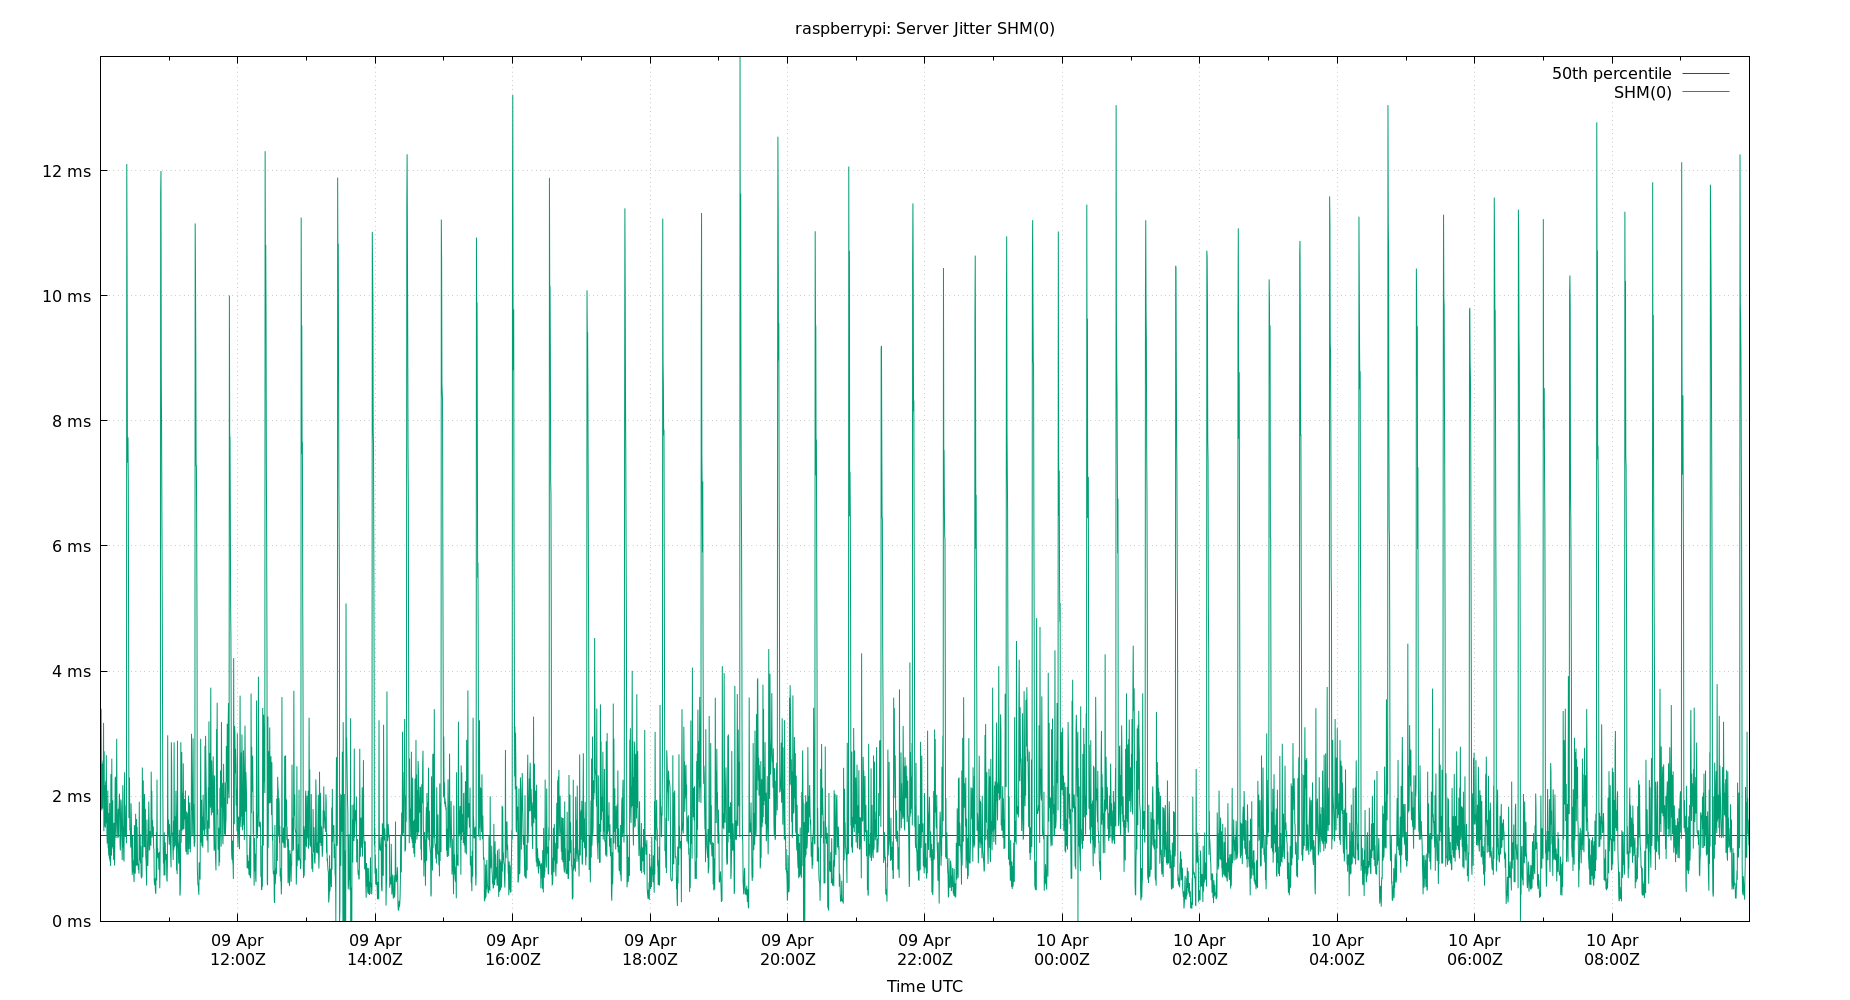 raspberrypi: Server Jitter SHM(0)
50th percentile
SHM(0)
12 ms
10 ms
8 ms
6 ms
4 ms
2 ms
0 ms
09 Apr 09 Apr 09 Apr 09 Apr 09 Apr 09 Apr 10 Apr 10 Apr 10 Apr 10 Apr 10 Apr
12:00Z 14:00Z 16:00Z 18:00Z 20:00Z 22:00Z 00:00Z 02:00Z 04:00Z 06:00Z 08:00Z
Time UTC